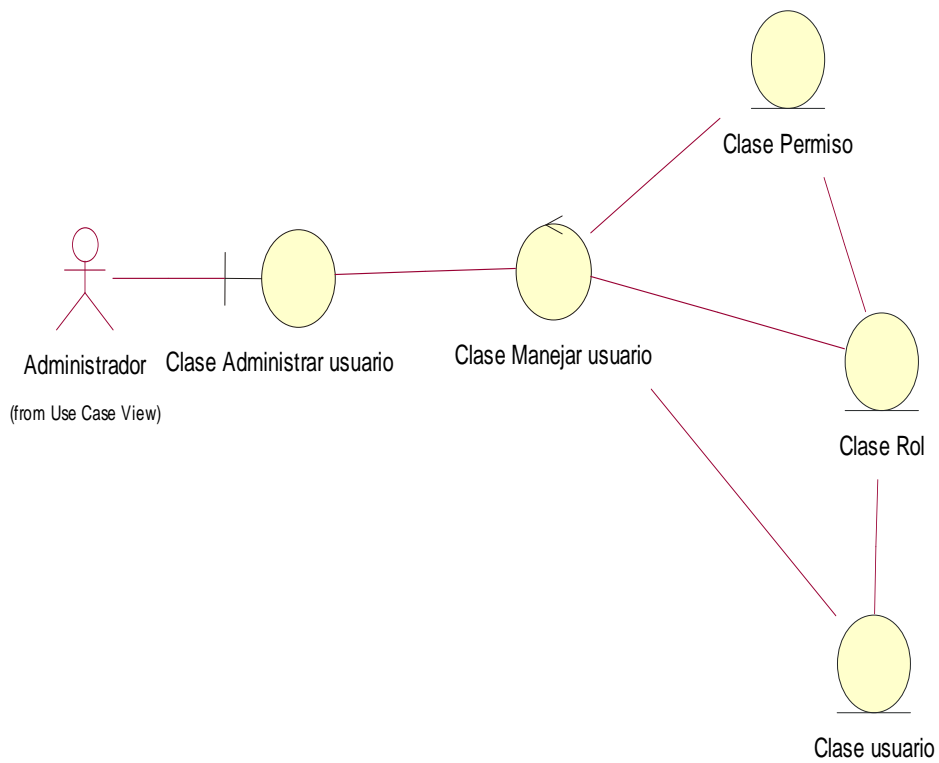 Clase Permiso
Administrador
(from Use Case View)
Clase Administrar usuario
Clase Manejar usuario
Clase Rol
Clase usuario